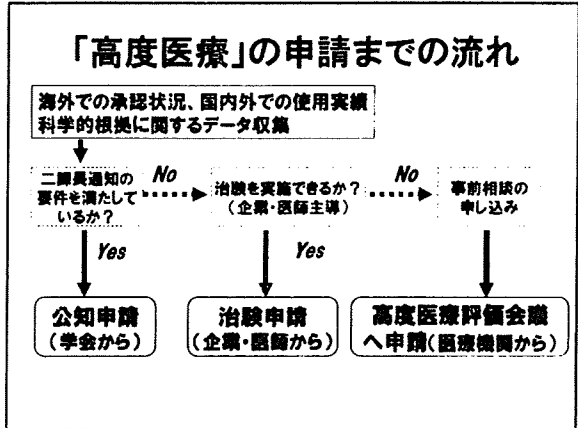 「高度医療」の申請までの流れ
海外での承認状況、国内外での使用実績
科学的根拠に関するデータ収集
二課長通知の
要件を満たして
いるか？
No
治験を実施できるか？
（企業・医師主導）
No
事前相談の
申し込み
Yes
Yes
公知申請
（学会から）
治験申請
（企業・医師から）
高度医療評価会議
へ申請（医療機関から）